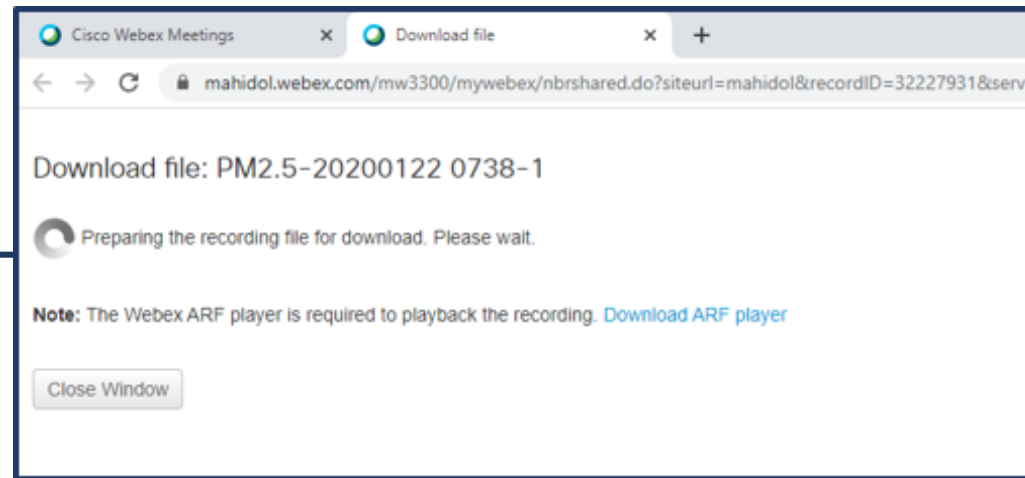 Cisco Webex Meetings
Download file
mahidol.webex.com/mw3300/mywebex/nbrshared.do?siteurl=mahidol&recordID=32227931&serv
Download file: PM2.5-20200122 0738-1
Preparing the recording file for download. Please wait.
Note: The Webex ARF player is required to playback the recording. Download ARF player
Close Window